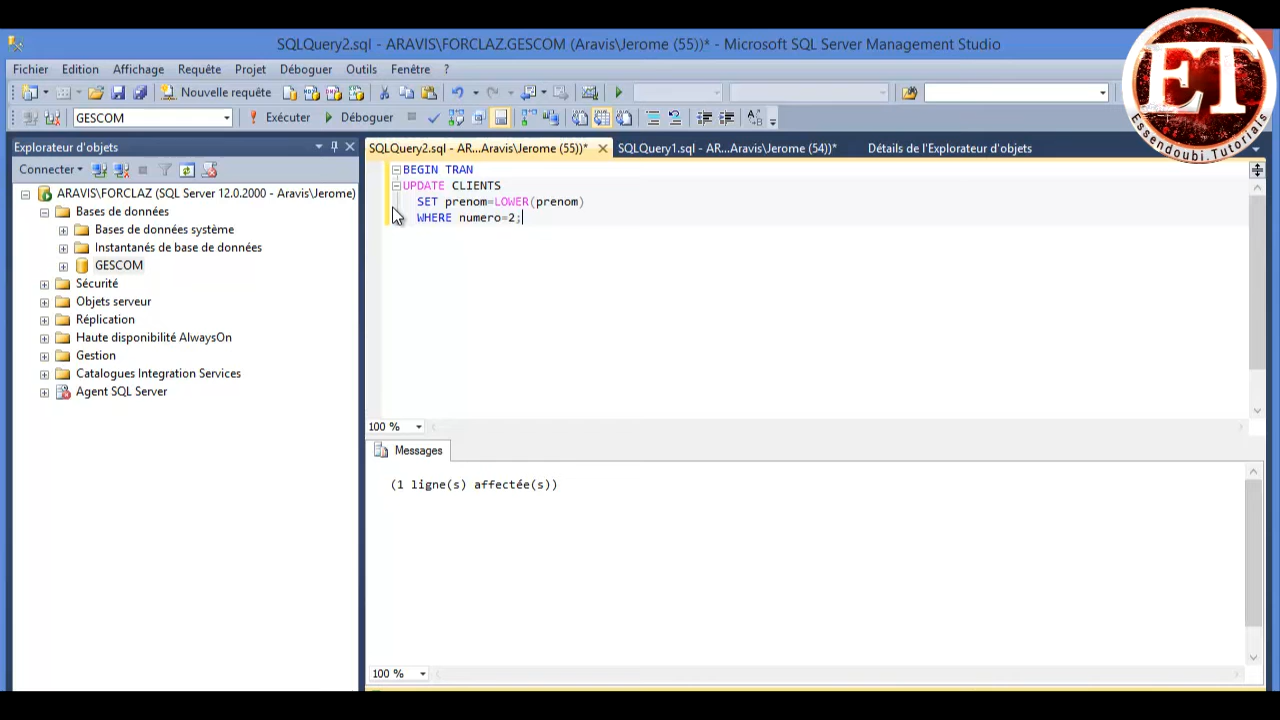 SQLQuery2.sql - ARAVIS\FORCLAZ.GESCOM (Aravis\Jerome (55))* - Microsoft SQL Server Management Studio
Fichier Edition Affichage Requête Projet Déboguer Outils Fenêtre ?
Nouvelle requête
GESCOM Exécuter Déboguer
ET
Essendoubi.Tutorials
Explorateur d'objets
SQLQuery2.sql - AR...Aravis\Jerome (55))* SQLQuery1.sql - AR...Aravis\Jerome (54))* Détails de l'Explorateur d'objets
Connecter
ARAVIS\FORCLAZ (SQL Server 12.0.2000 - Aravis\Jerome)
Bases de données
Bases de données système
Instantanés de base de données
GESCOM
Sécurité
Objets serveur
Réplication
Haute disponibilité AlwaysOn
Gestion
Catalogues Integration Services
Agent SQL Server
BEGIN TRAN
UPDATE CLIENTS
SET prenom=LOWER(prenom)
WHERE numero=2;
100 %
Messages
(1 ligne(s) affectée(s))
100 %